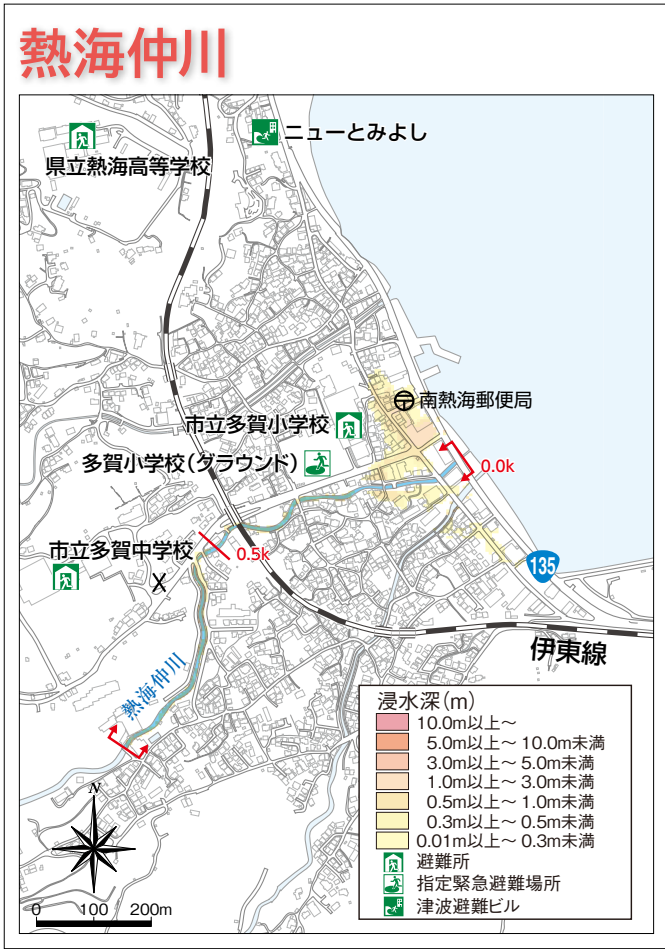 熱海仲川
ニューとみよし
県立熱海高等学校
南熱海郵便局
市立多賀小学校
多賀小学校(グラウンド)
0.0k
市立多賀中学校
0.5k
135
伊東線
熱海仲川
浸水深(m)
10.0m以上~
5.0m以上~10.0m未満
3.0m以上~5.0m未満
1.0m以上~3.0m未満
0.5m以上~1.0m未満
0.3m以上~0.5m未満
0.01m以上~0.3m未満
避難所
指定緊急避難場所
津波避難ビル
N
0 100 200m